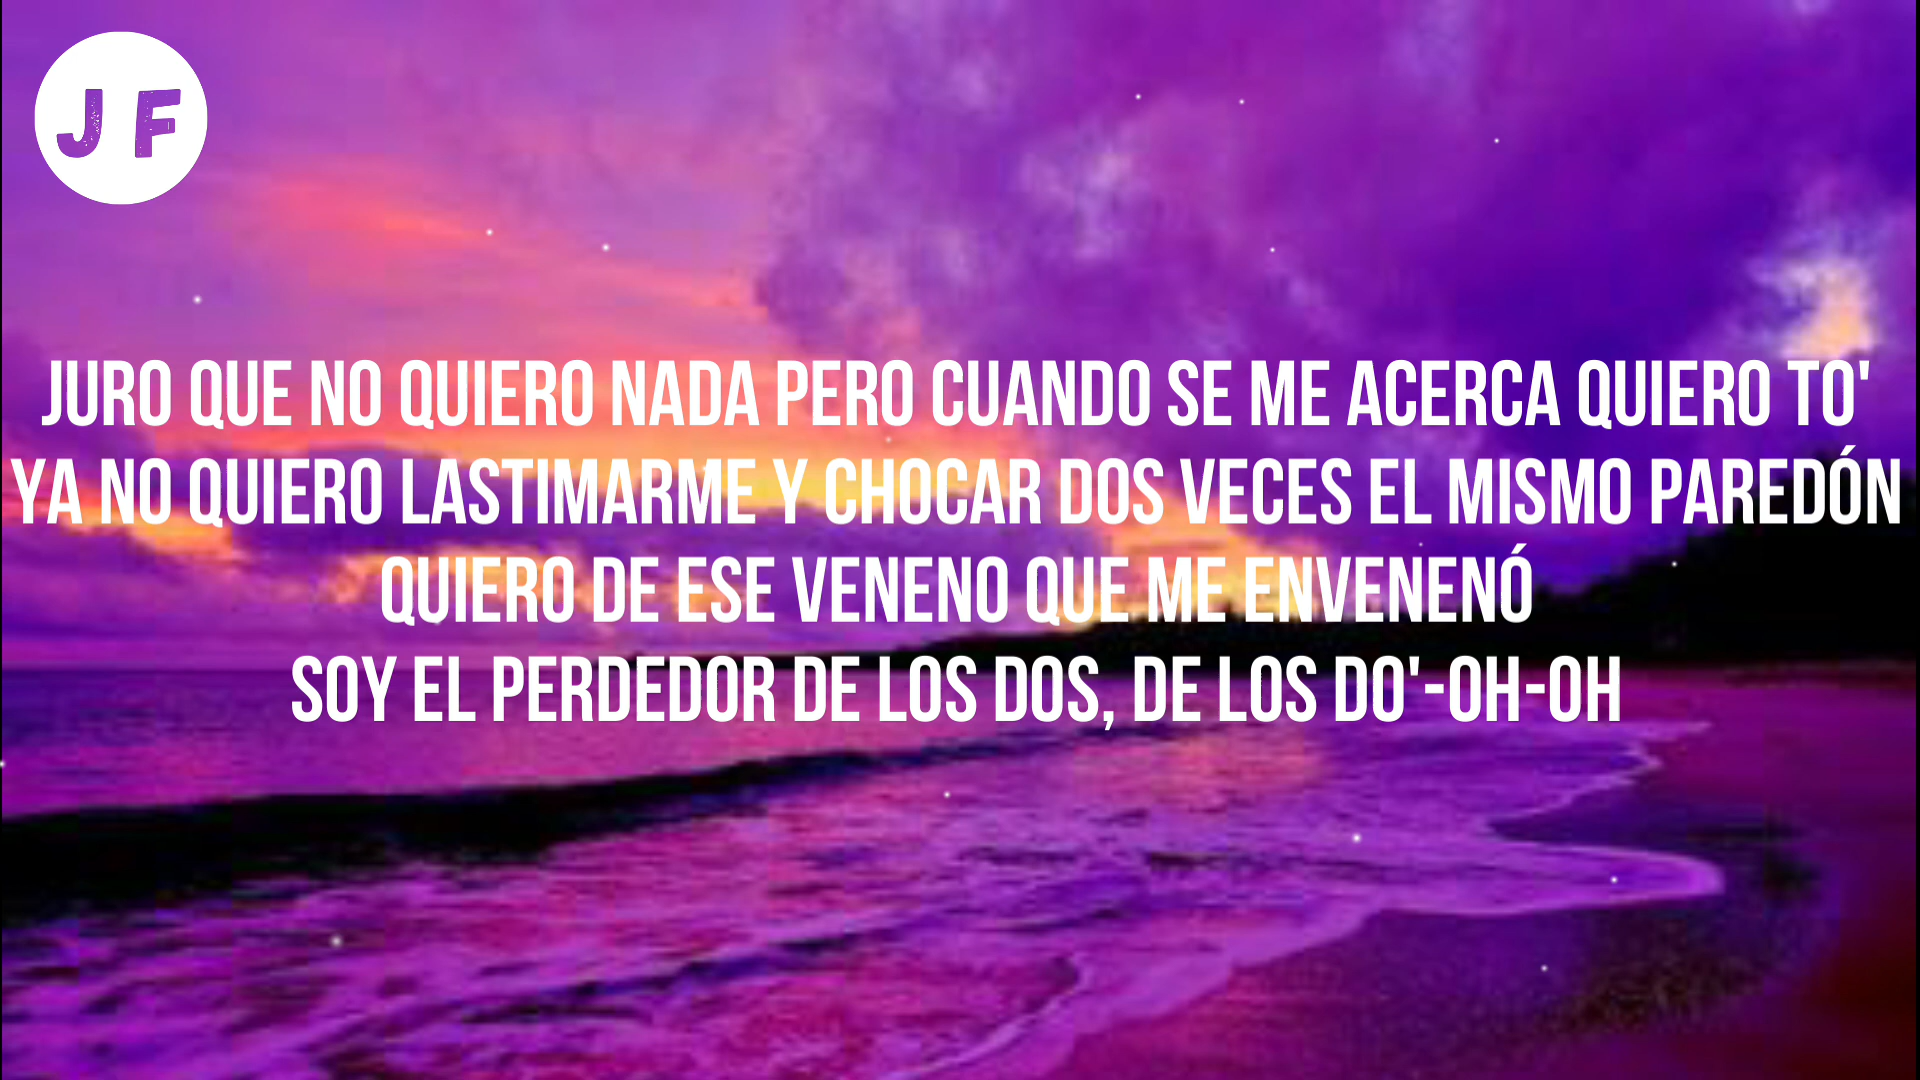 J F
JURO QUE NO QUIERO NADA PERO CUANDO SE ME ACERCA QUIERO TO'
YA NO QUIERO LASTIMARME Y CHOCAR DOS VECES EL MISMO PAREDÓN
QUIERO DE ESE VENENO QUE ME ENVENENÓ
SOY EL PERDEDOR DE LOS DOS, DE LOS DO'-OH-OH